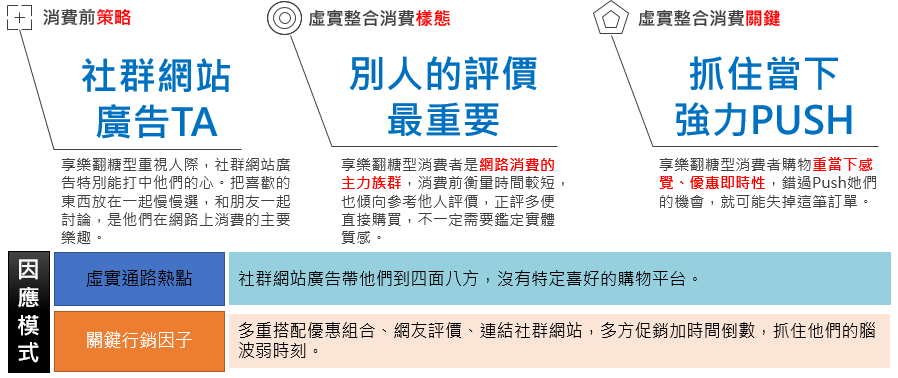 消費前策略
社群網站
廣告TA
享樂翻糖型重視人際，社群網站廣
告特別能打中他們的心。把喜歡的
東西放在一起慢慢選，和朋友一起
討論，是他們在網路上消費的主要
樂趣。
虛實整合消費樣態
別人的評價
最重要
享樂翻糖型消費者是網路消費的
主力族群，消費前衡量時間較短，
也傾向參考他人評價，正評多便
直接購買，不一定需要鑑定實體
質感。
虛實整合消費關鍵
抓住當下
強力PUSH
享樂翻糖型消費者購物重當下感
覺、優惠即時性，錯過Push她們
的機會，就可能失掉這筆訂單。
因應模式
虛實通路熱點
社群網站廣告帶他們到四面八方，沒有特定喜好的購物平台。
關鍵行銷因子
多重搭配優惠組合、網友評價、連結社群網站，多方促銷加時間倒數，抓住他們的腦
波弱時刻。